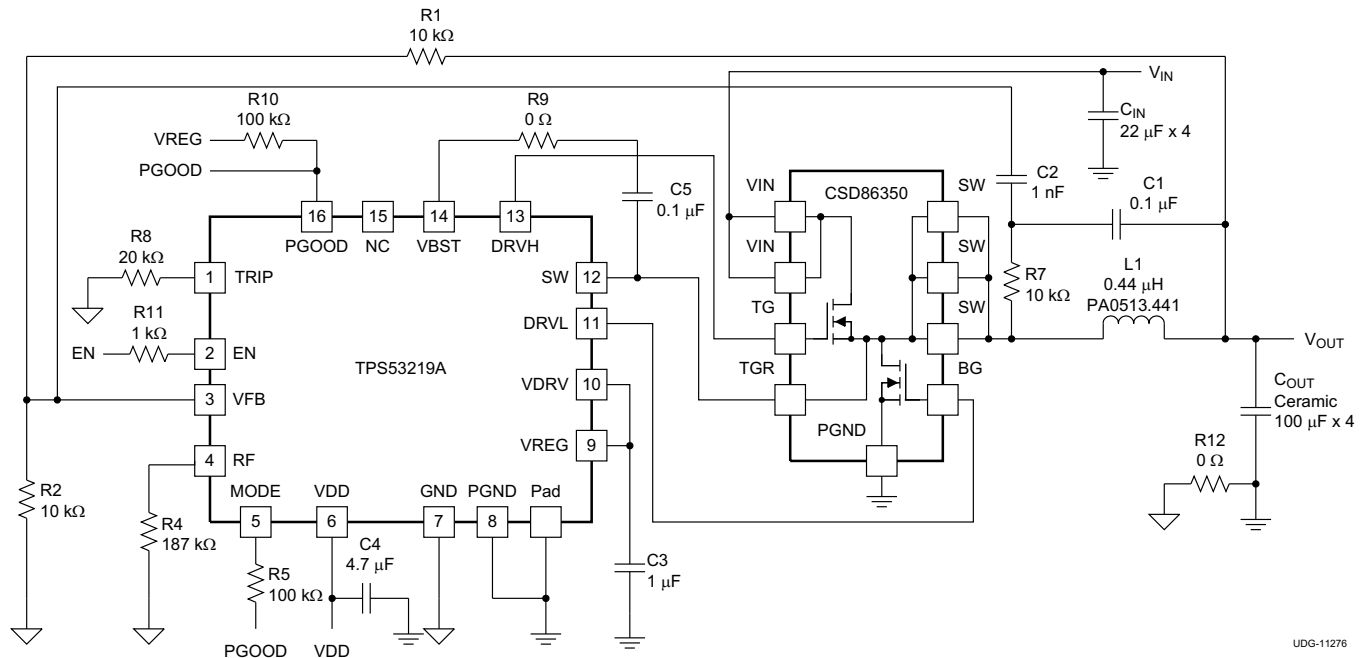 R1
10 kΩ
VIN
CIN
22 µF x 4
R10
100 kΩ
VREG
PGOOD
R9
0 Ω
C5
0.1 µF
VIN
CSD86350
SW
C2
1 nF
C1
0.1 µF
16
15
14
13
PGOOD
NC
VBST
DRVH
R8
20 kΩ
1
TRIP
SW
12
VIN
SW
R7
10 kΩ
L1
0.44 µH
PA0513.441
TG
SW
R11
1 kΩ
EN
2
EN
DRVL
11
TPS53219A
TGR
BG
VOUT
3
VFB
VDRV
10
COUT
Ceramic
100 µF x 4
4
RF
VREG
9
PGND
R12
0 Ω
R2
10 kΩ
R4
187 kΩ
MODE
VDD
GND
PGND
Pad
5
6
7
8
C4
4.7 µF
R5
100 kΩ
C3
1 µF
PGOOD
VDD
UDG-11276